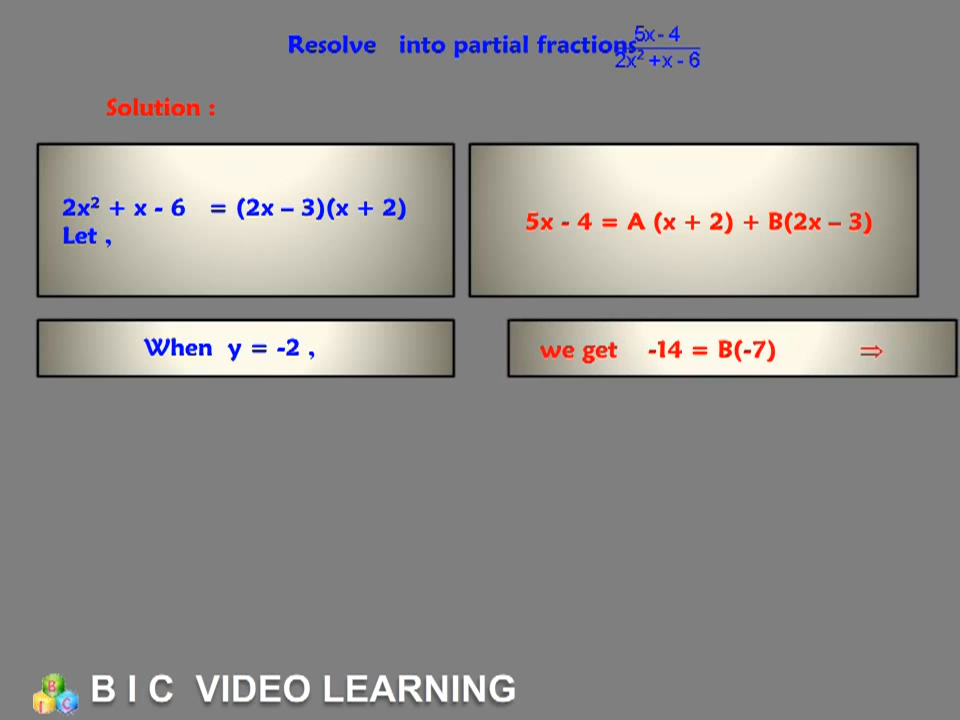 Resolve into partial fractions 5x - 4
2x² + x - 6
Solution :
2x² + x - 6 = (2x – 3)(x + 2)
Let ,
5x - 4 = A (x + 2) + B(2x – 3)
When y = -2 ,
we get -14 = B(-7) ⇒
B I C
B I C VIDEO LEARNING